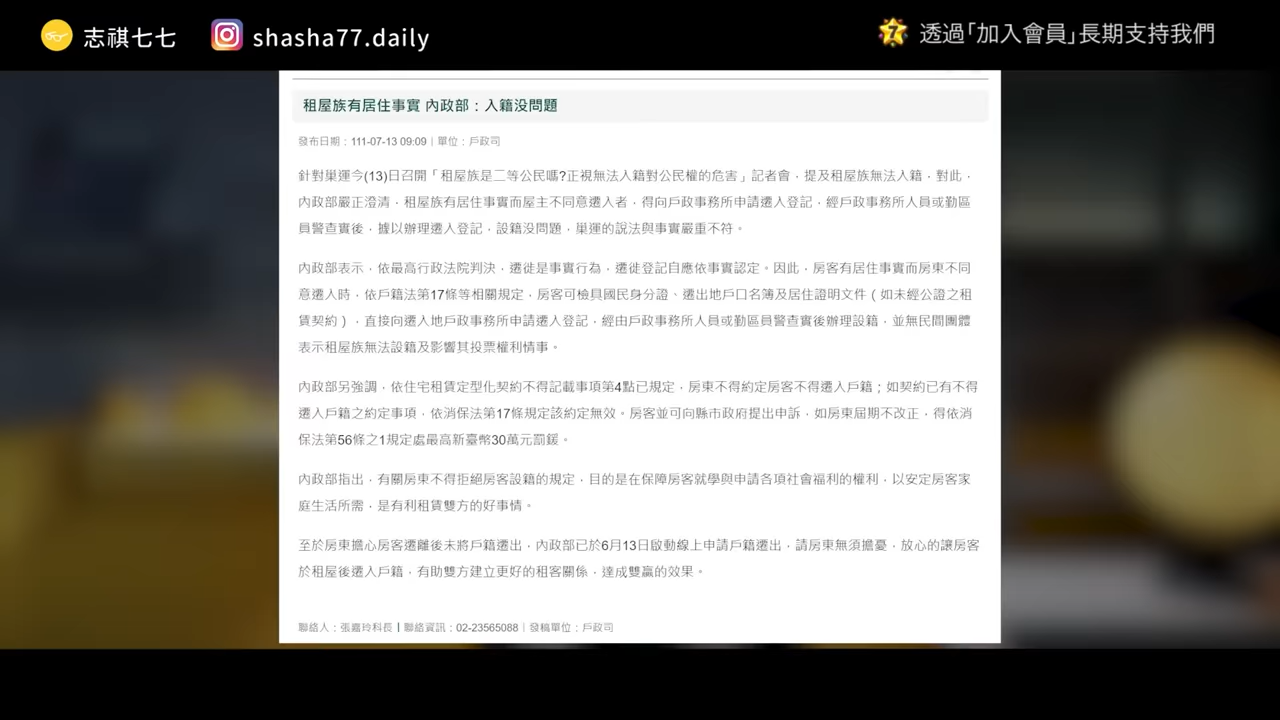 志祺七七
shasha77.daily
7
透過「加入會員」長期支持我們
租屋族有居住事實 內政部：入籍沒問題
發布日期：111-07-13 09:09｜單位：戶政司
針對巢運今(13)日召開「租屋族是二等公民嗎?正視無法入籍對公民權的危害」記者會，提及租屋族無法入籍，對此，
內政部嚴正澄清，租屋族有居住事實而屋主不同意遷入者，得向戶政事務所申請遷入登記，經戶政事務所人員或勤區
員警查實後，據以辦理遷入登記，設籍沒問題，巢運的說法與事實嚴重不符。
內政部表示，依最高行政法院判決，遷徙是事實行為，遷徙登記自應依事實認定。因此，房客有居住事實而房東不同
意遷入時，依戶籍法第17條等相關規定，房客可檢具國民身分證、遷出地戶口名簿及居住證明文件（如未經公證之租
賃契約），直接向遷入地戶政事務所申請遷入登記，經由戶政事務所人員或勤區員警查實後辦理設籍，並無民間團體
表示租屋族無法設籍及影響其投票權利情事。
內政部另強調，依住宅租賃定型化契約不得記載事項第4點已規定，房東不得約定房客不得遷入戶籍；如契約已有不得
遷入戶籍之約定事項，依消保法第17條規定該約定無效。房客並可向縣市政府提出申訴，如房東屆期不改正，得依消
保法第56條之1規定處最高新臺幣30萬元罰鍰。
內政部指出，有關房東不得拒絕房客設籍的規定，目的是在保障房客就學與申請各項社會福利的權利，以安定房客家
庭生活所需，是有利租賃雙方的好事情。
至於房東擔心房客遷離後未將戶籍遷出，內政部已於6月13日啟動線上申請戶籍遷出，請房東無須擔憂，放心的讓房客
於租屋後遷入戶籍，有助雙方建立更好的租客關係，達成雙贏的效果。
聯絡人：張嘉玲科長｜聯絡資訊：02-23565088｜發稿單位：戶政司